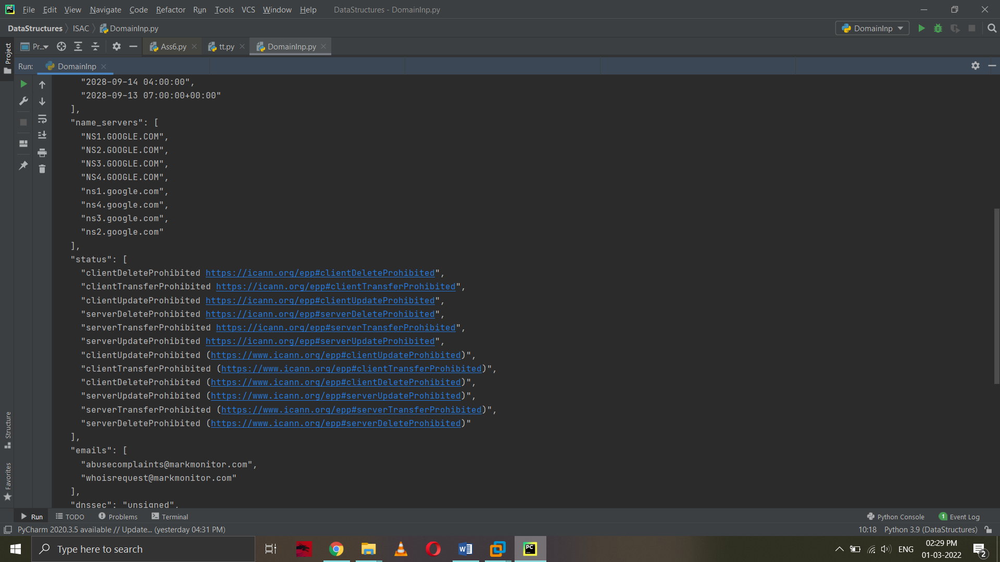 File Edit View Navigate Code Refactor Run Tools VCS Window Help DataStructures - DomainInp.py
DataStructures ISAC DomainInp.py DomainInp
Project
Pr... Ass6.py tt.py DomainInp.py
Run: DomainInp
"2028-09-14 04:00:00",
"2028-09-13 07:00:00+00:00"
],
"name_servers": [
"NS1.GOOGLE.COM",
"NS2.GOOGLE.COM",
"NS3.GOOGLE.COM",
"NS4.GOOGLE.COM",
"ns1.google.com",
"ns4.google.com",
"ns3.google.com",
"ns2.google.com"
],
"status": [
"clientDeleteProhibited https://icann.org/epp#clientDeleteProhibited",
"clientTransferProhibited https://icann.org/epp#clientTransferProhibited",
"clientUpdateProhibited https://icann.org/epp#clientUpdateProhibited",
"serverDeleteProhibited https://icann.org/epp#serverDeleteProhibited",
"serverTransferProhibited https://icann.org/epp#serverTransferProhibited",
"serverUpdateProhibited https://icann.org/epp#serverUpdateProhibited",
"clientUpdateProhibited (https://www.icann.org/epp#clientUpdateProhibited)",
"clientTransferProhibited (https://www.icann.org/epp#clientTransferProhibited)",
"clientDeleteProhibited (https://www.icann.org/epp#clientDeleteProhibited)",
"serverUpdateProhibited (https://www.icann.org/epp#serverUpdateProhibited)",
"serverTransferProhibited (https://www.icann.org/epp#serverTransferProhibited)",
"serverDeleteProhibited (https://www.icann.org/epp#serverDeleteProhibited)"
],
"emails": [
"abusecomplaints@markmonitor.com",
"whoisrequest@markmonitor.com"
],
"dnssec": "unsigned",
Structure
Favorites
Run TODO Problems Terminal Python Console 1 Event Log
PyCharm 2020.3.5 available // Update... (yesterday 04:31 PM) 10:18 Python 3.9 (DataStructures)
Type here to search ENG 02:29 PM
01-03-2022 2